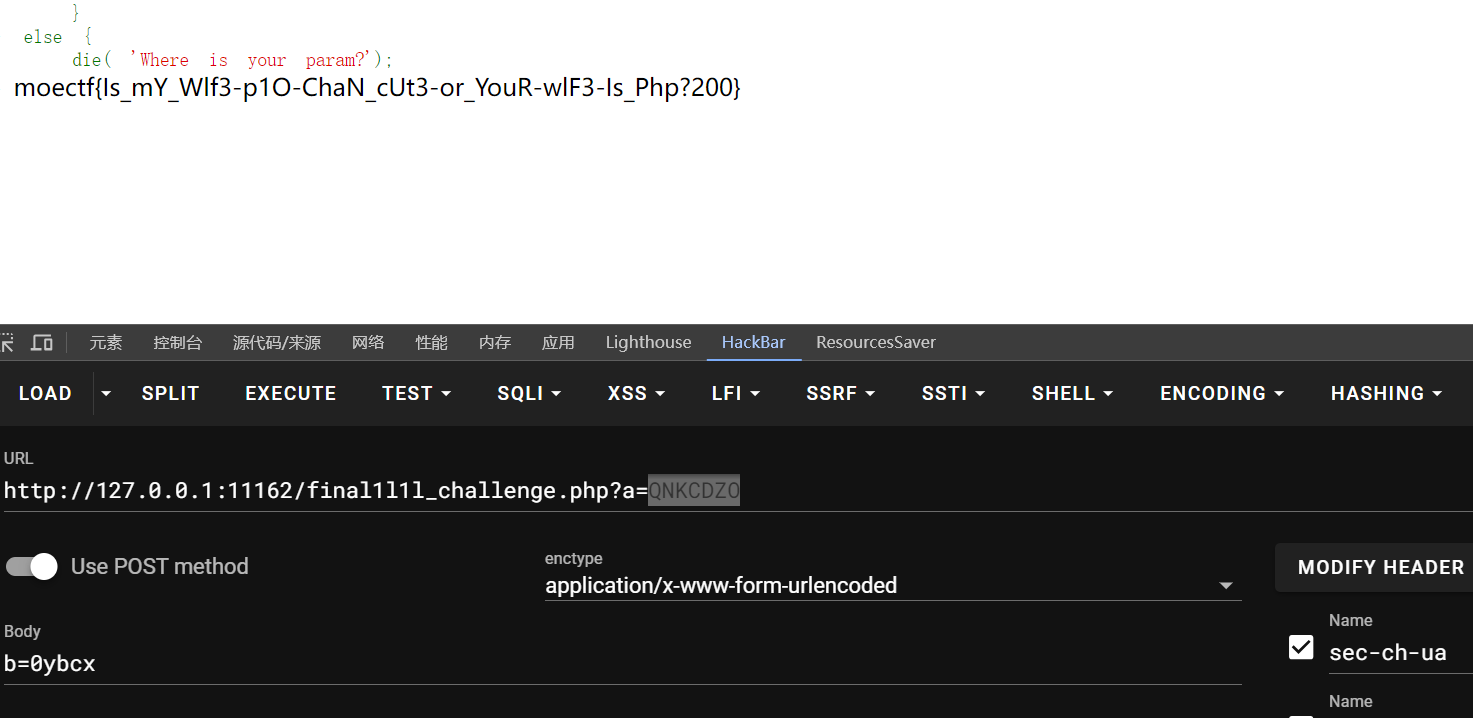 }
else {
die( 'Where is your param?');
moectf{Is_mY_Wlf3-p1O-ChaN_cUt3-or_YouR-wlF3-Is_Php?200}
元素 控制台 源代码/来源 网络 性能 内存 应用 Lighthouse HackBar ResourcesSaver
LOAD SPLIT EXECUTE TEST SQLI XSS LFI SSRF SSTI SHELL ENCODING HASHING
URL
http://127.0.0.1:11162/final1l1l_challenge.php?a=QNKCDZO
Use POST method
enctype
application/x-www-form-urlencoded
MODIFY HEADER
Body
b=0ybcx
Name
sec-ch-ua
Name